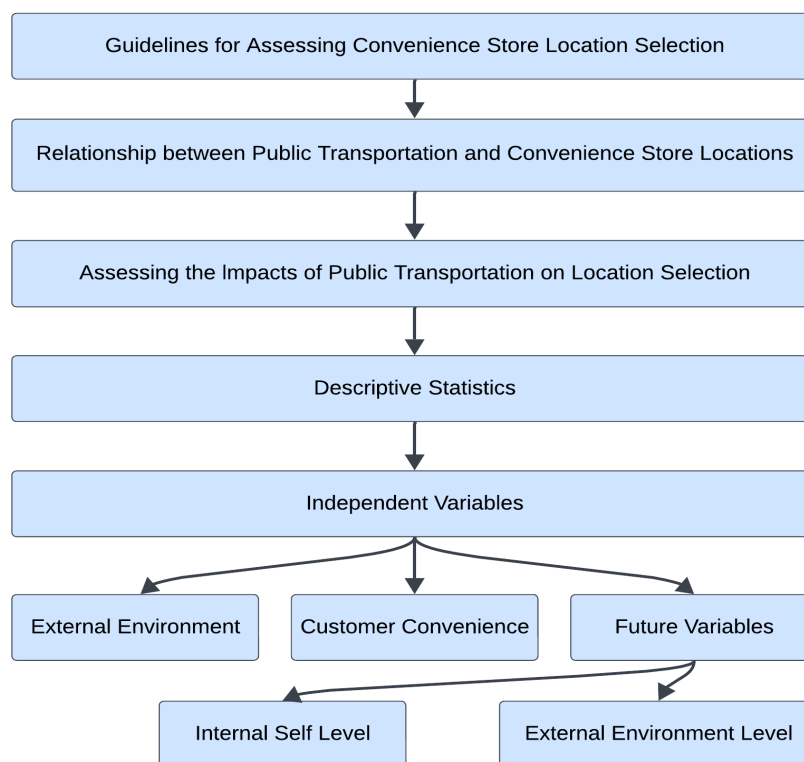 Guidelines for Assessing Convenience Store Location Selection
Relationship between Public Transportation and Convenience Store Locations
Assessing the Impacts of Public Transportation on Location Selection
Descriptive Statistics
Independent Variables
External Environment
Customer Convenience
Future Variables
Internal Self Level
External Environment Level